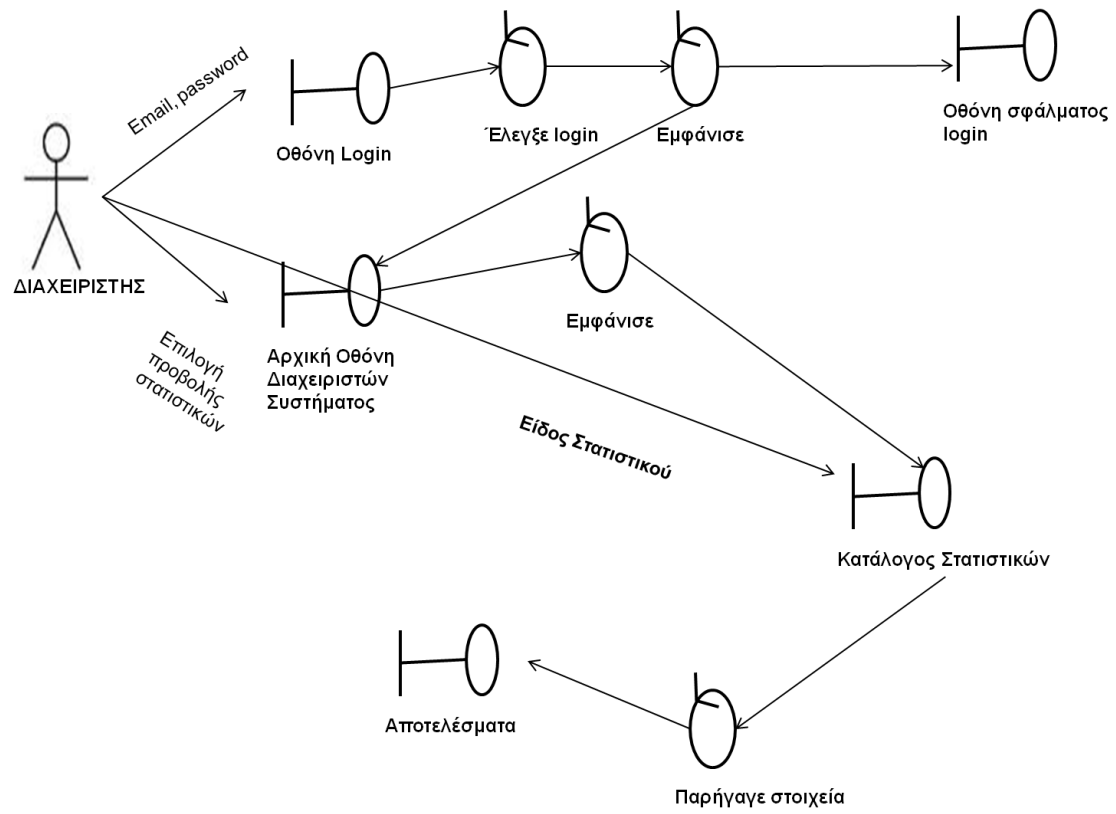 Email, password
Οθόνη Login
Έλεγξε login
Εμφάνισε
Οθόνη σφάλματος
login
ΔΙΑΧΕΙΡΙΣΤΗΣ
Επιλογή
προβολής
στατιστικών
Αρχική Οθόνη
Διαχειριστών
Συστήματος
Εμφάνισε
Είδος Στατιστικού
Κατάλογος Στατιστικών
Αποτελέσματα
Παρήγαγε στοιχεία